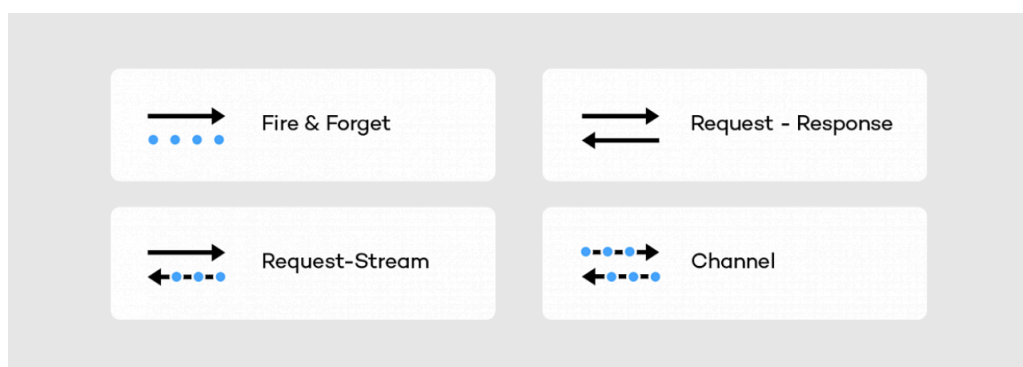 Fire & Forget
Request - Response
Request-Stream
Channel